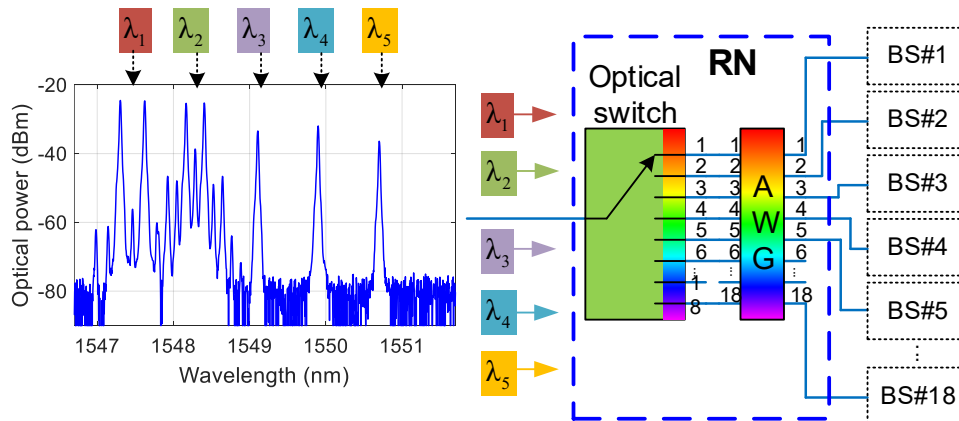 λ1 λ2 λ3 λ4 λ5
-20
-40
-60
-80
Optical power (dBm)
1547 1548 1549 1550 1551
Wavelength (nm)
λ1
λ2
λ3
λ4
λ5
RN
Optical
switch
1 1 1
2 2 2
3 3 3
4 4 4
5 5 5
6 6 6
... ... ...
1 18 18
8
A
W
G
BS#1
BS#2
BS#3
BS#4
BS#5
...
BS#18